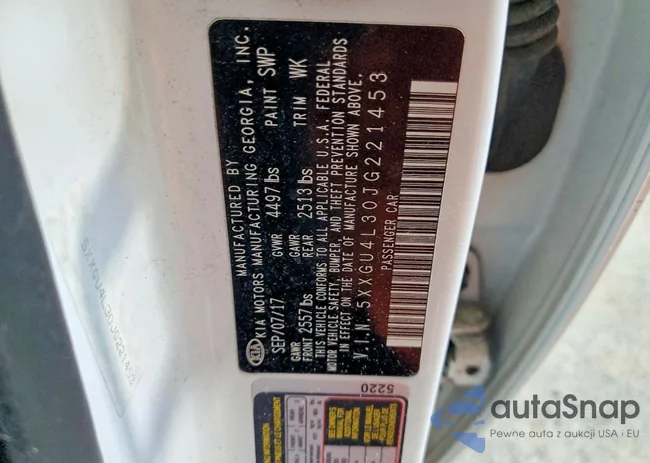 MANUFACTURED BY
KIA KIA MOTORS MANUFACTURING GEORGIA, INC.
SEP/07/17 GVWR 4497 lbs PAINT SWP
GAWR FRONT 2557 lbs GAWR REAR 2513 lbs TRIM WK
THIS VEHICLE CONFORMS TO ALL APPLICABLE U.S.A. FEDERAL
MOTOR VEHICLE SAFETY, BUMPER, AND THEFT PREVENTION STANDARDS
IN EFFECT ON THE DATE OF MANUFACTURE SHOWN ABOVE.
V.I.N.: 5XXGU4L30JG221453
PASSENGER CAR
5220
autaSnap
Pewne auto z aukcji USA i EU